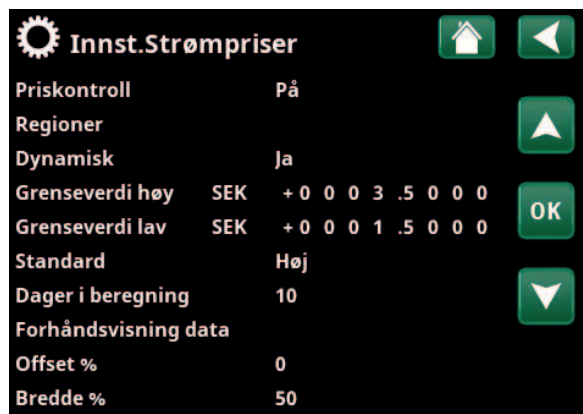 Innst.Strømpriser
Priskontroll På
Regioner
Dynamisk Ja
Grenseverdi høy SEK +0 0 0 3 .5 0 0 0
OK
Grenseverdi lav SEK +0 0 0 1 .5 0 0 0
Standard Høj
Dager i beregning 10
Forhåndsvisning data
Offset % 0
Bredde % 50